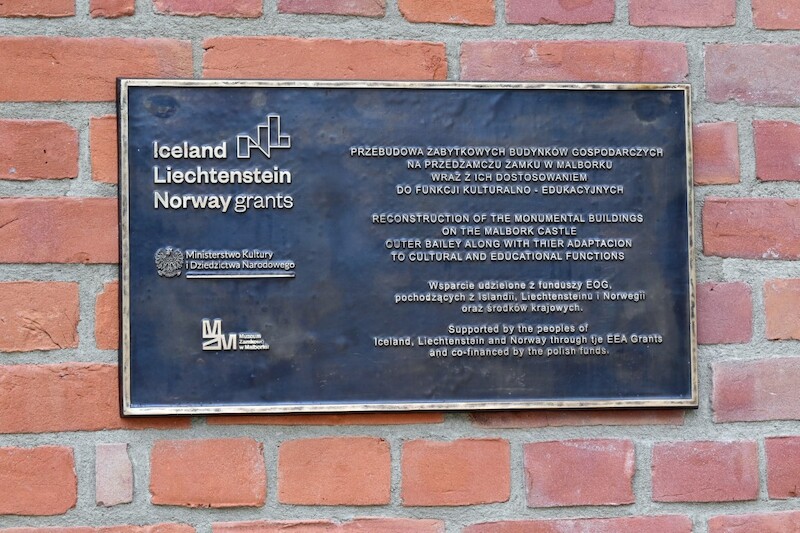 Iceland
Liechtenstein
Norway grants
Ministerstwo Kultury
i Dziedzictwa Narodowego
Muzeum
Zamkowe
w Malborku
PRZEBUDOWA ZABYTKOWYCH BUDYNKÓW GOSPODARCZYCH
NA PRZEDZAMCZU ZAMKU W MALBORKU
WRAZ Z ICH DOSTOSOWANIEM
DO FUNKCJI KULTURALNO - EDUKACYJNYCH
RECONSTRUCTION OF THE MONUMENTAL BUILDINGS
ON THE MALBORK CASTLE
OUTER BAILEY ALONG WITH THIER ADAPTACION
TO CULTURAL AND EDUCATIONAL FUNCTIONS
Wsparcie udzielone z funduszy EOG,
pochodzących z Islandii, Liechtensteinu i Norwegii
oraz środków krajowych.
Supported by the peoples of
Iceland, Liechtenstein and Norway through tje EEA Grants
and co-financed by the polish funds.